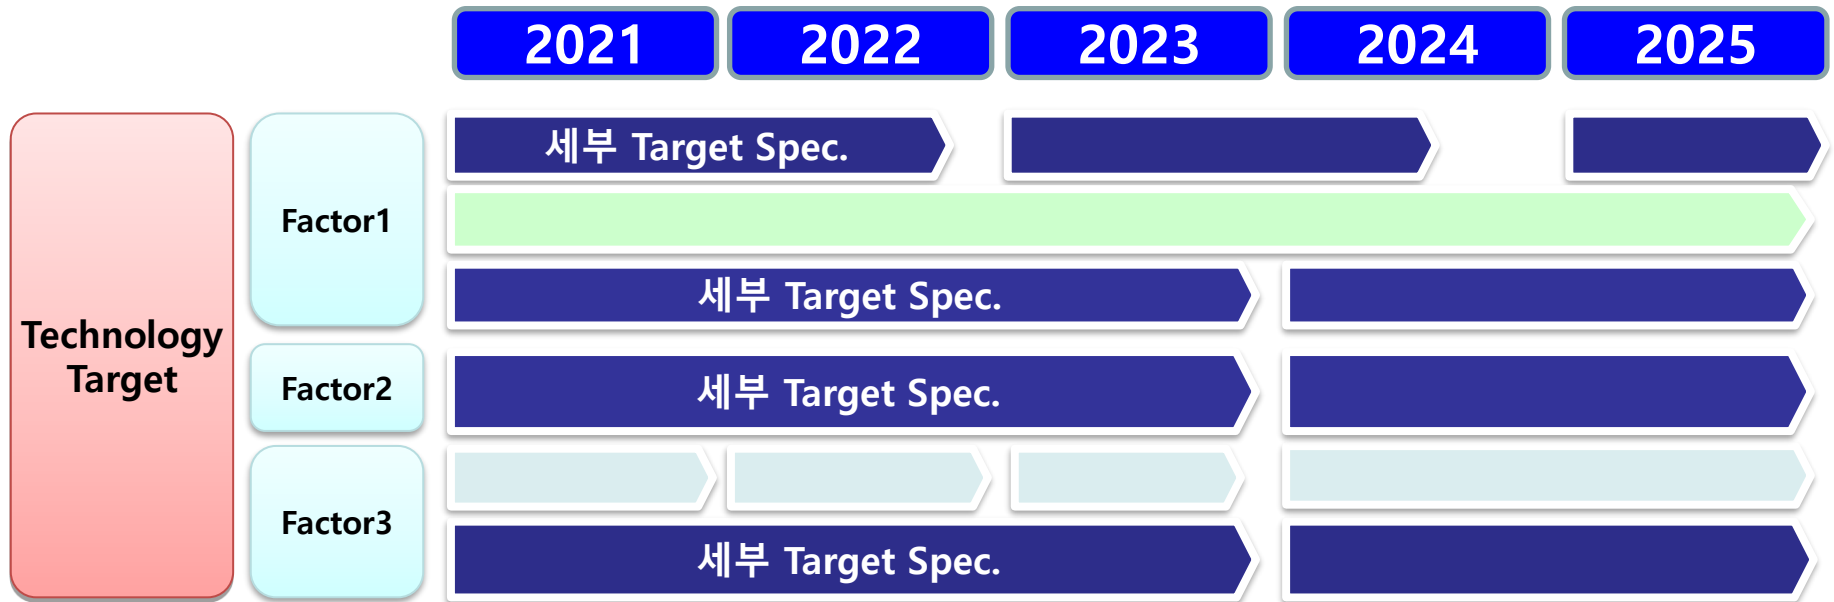 2021 2022 2023 2024 2025
Technology
Target
Factor1
세부 Target Spec.
세부 Target Spec.
Factor2
세부 Target Spec.
Factor3
세부 Target Spec.